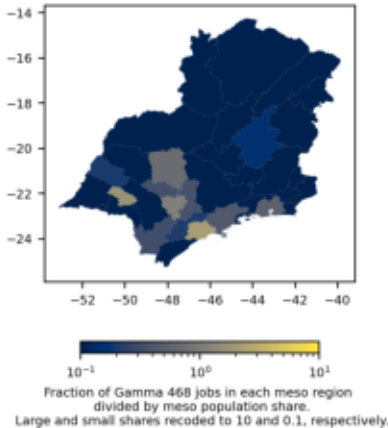 −14
−16
−18
−20
−22
−24
−52 −50 −48 −46 −44 −42 −40
10⁻¹ 10⁰ 10¹
Fraction of Gamma 468 jobs in each meso region
divided by meso population share.
Large and small shares recoded to 10 and 0.1, respectively